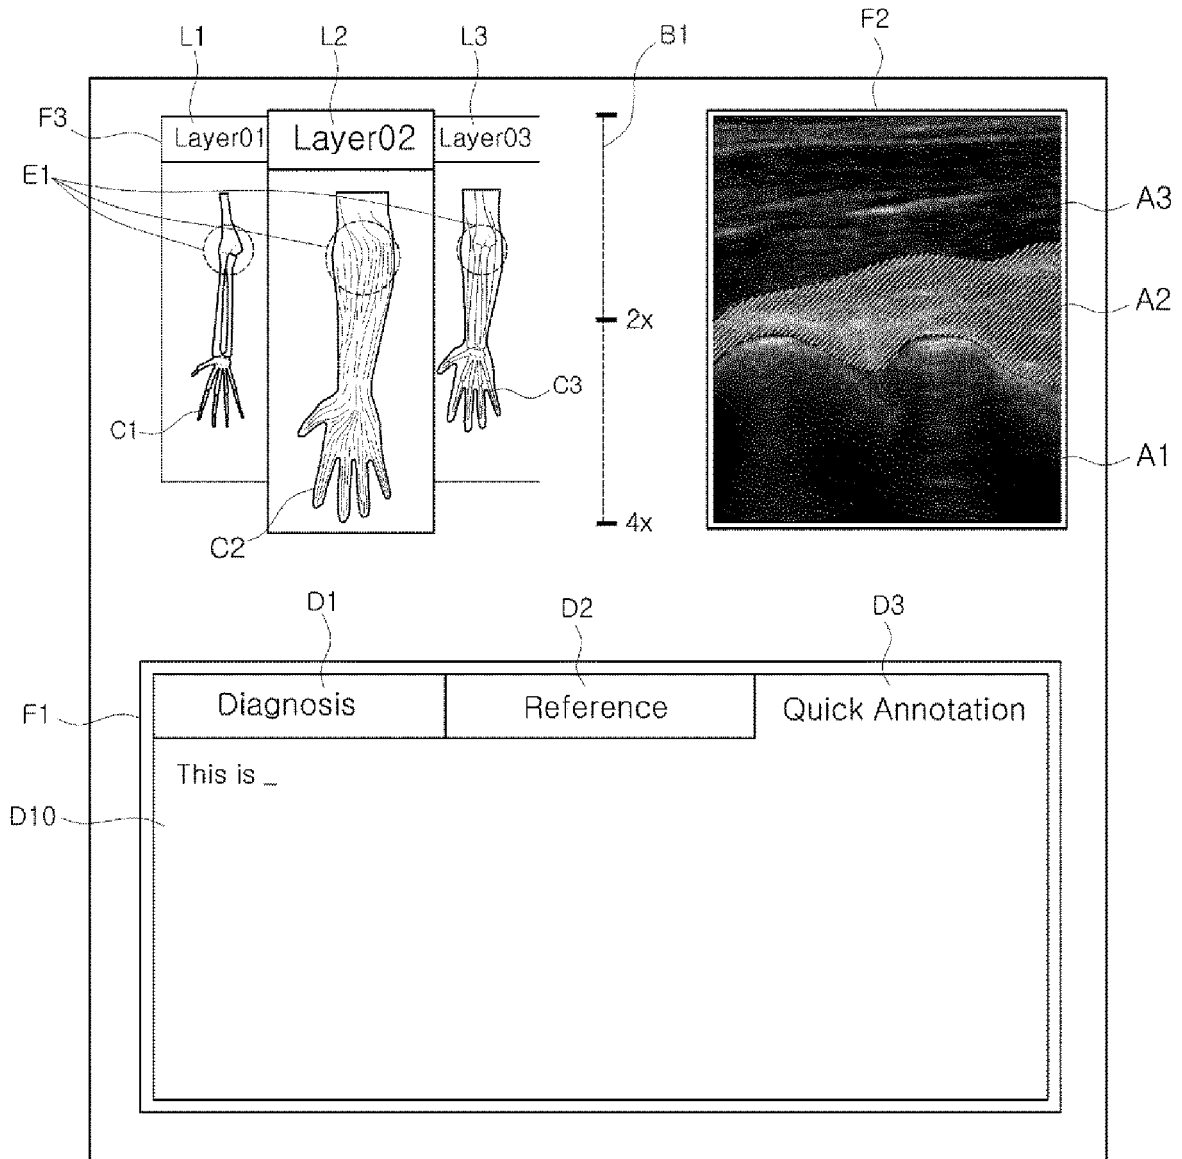 L1 L2 L3 B1 F2
F3
Layer01 Layer02 Layer03
E1
A3
A2
2x
C3
C1
A1
4x
C2
D1 D2 D3
F1
Diagnosis Reference Quick Annotation
This is _
D10